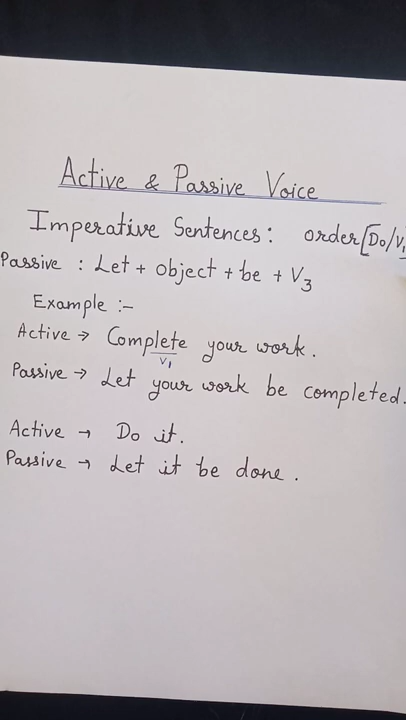 Active & Passive Voice
Imperative Sentences: order[Do/V1
Passive : Let + object + be + V3
Example :-
Active → Complete your work.
V1
Passive → Let your work be completed.
Active → Do it.
Passive → Let it be done.